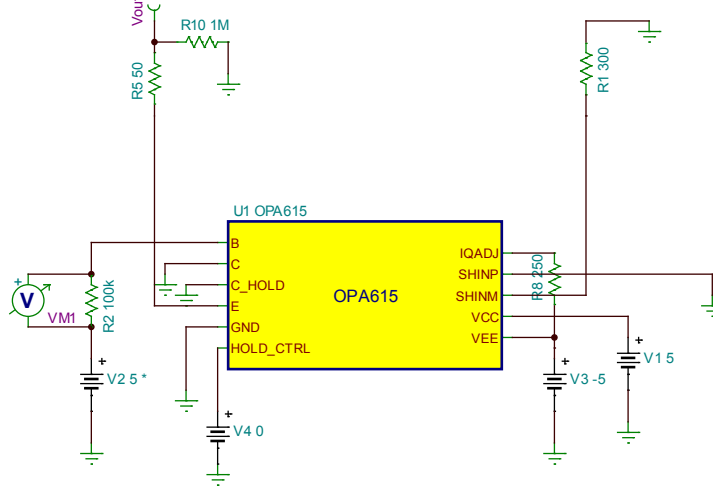 Vout
R10 1M
R5 50
R1 300
U1 OPA615
B
C
C_HOLD
E
GND
HOLD_CTRL
OPA615
IQADJ
SHINP
SHINM
VCC
VEE
R8 250
+
V
VM1
R2 100k
+
V2 5 *
+
V4 0
+
V3 -5
+
V1 5